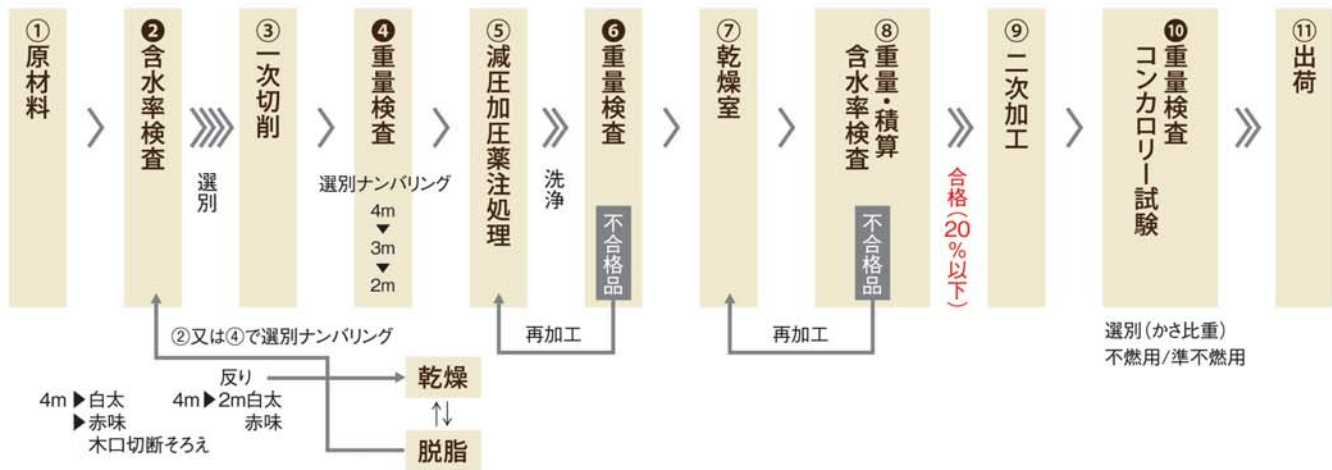 ①原材料
❷含水率検査
選別
③一次切削
❹重量検査
選別ナンバリング
4m
▼
3m
▼
2m
⑤減圧加圧薬注処理
洗浄
❻重量検査
不合格品
再加工
⑦乾燥室
⑧重量・積算
含水率検査
不合格品
再加工
合格(20%以下)
⑨二次加工
❿重量検査
コンカロリー試験
選別(かさ比重)
不燃用/準不燃用
⑪出荷
②又は④で選別ナンバリング
反り
4m▶白太
▶赤味
木口切断そろえ
4m▶2m白太
赤味
乾燥
脱脂